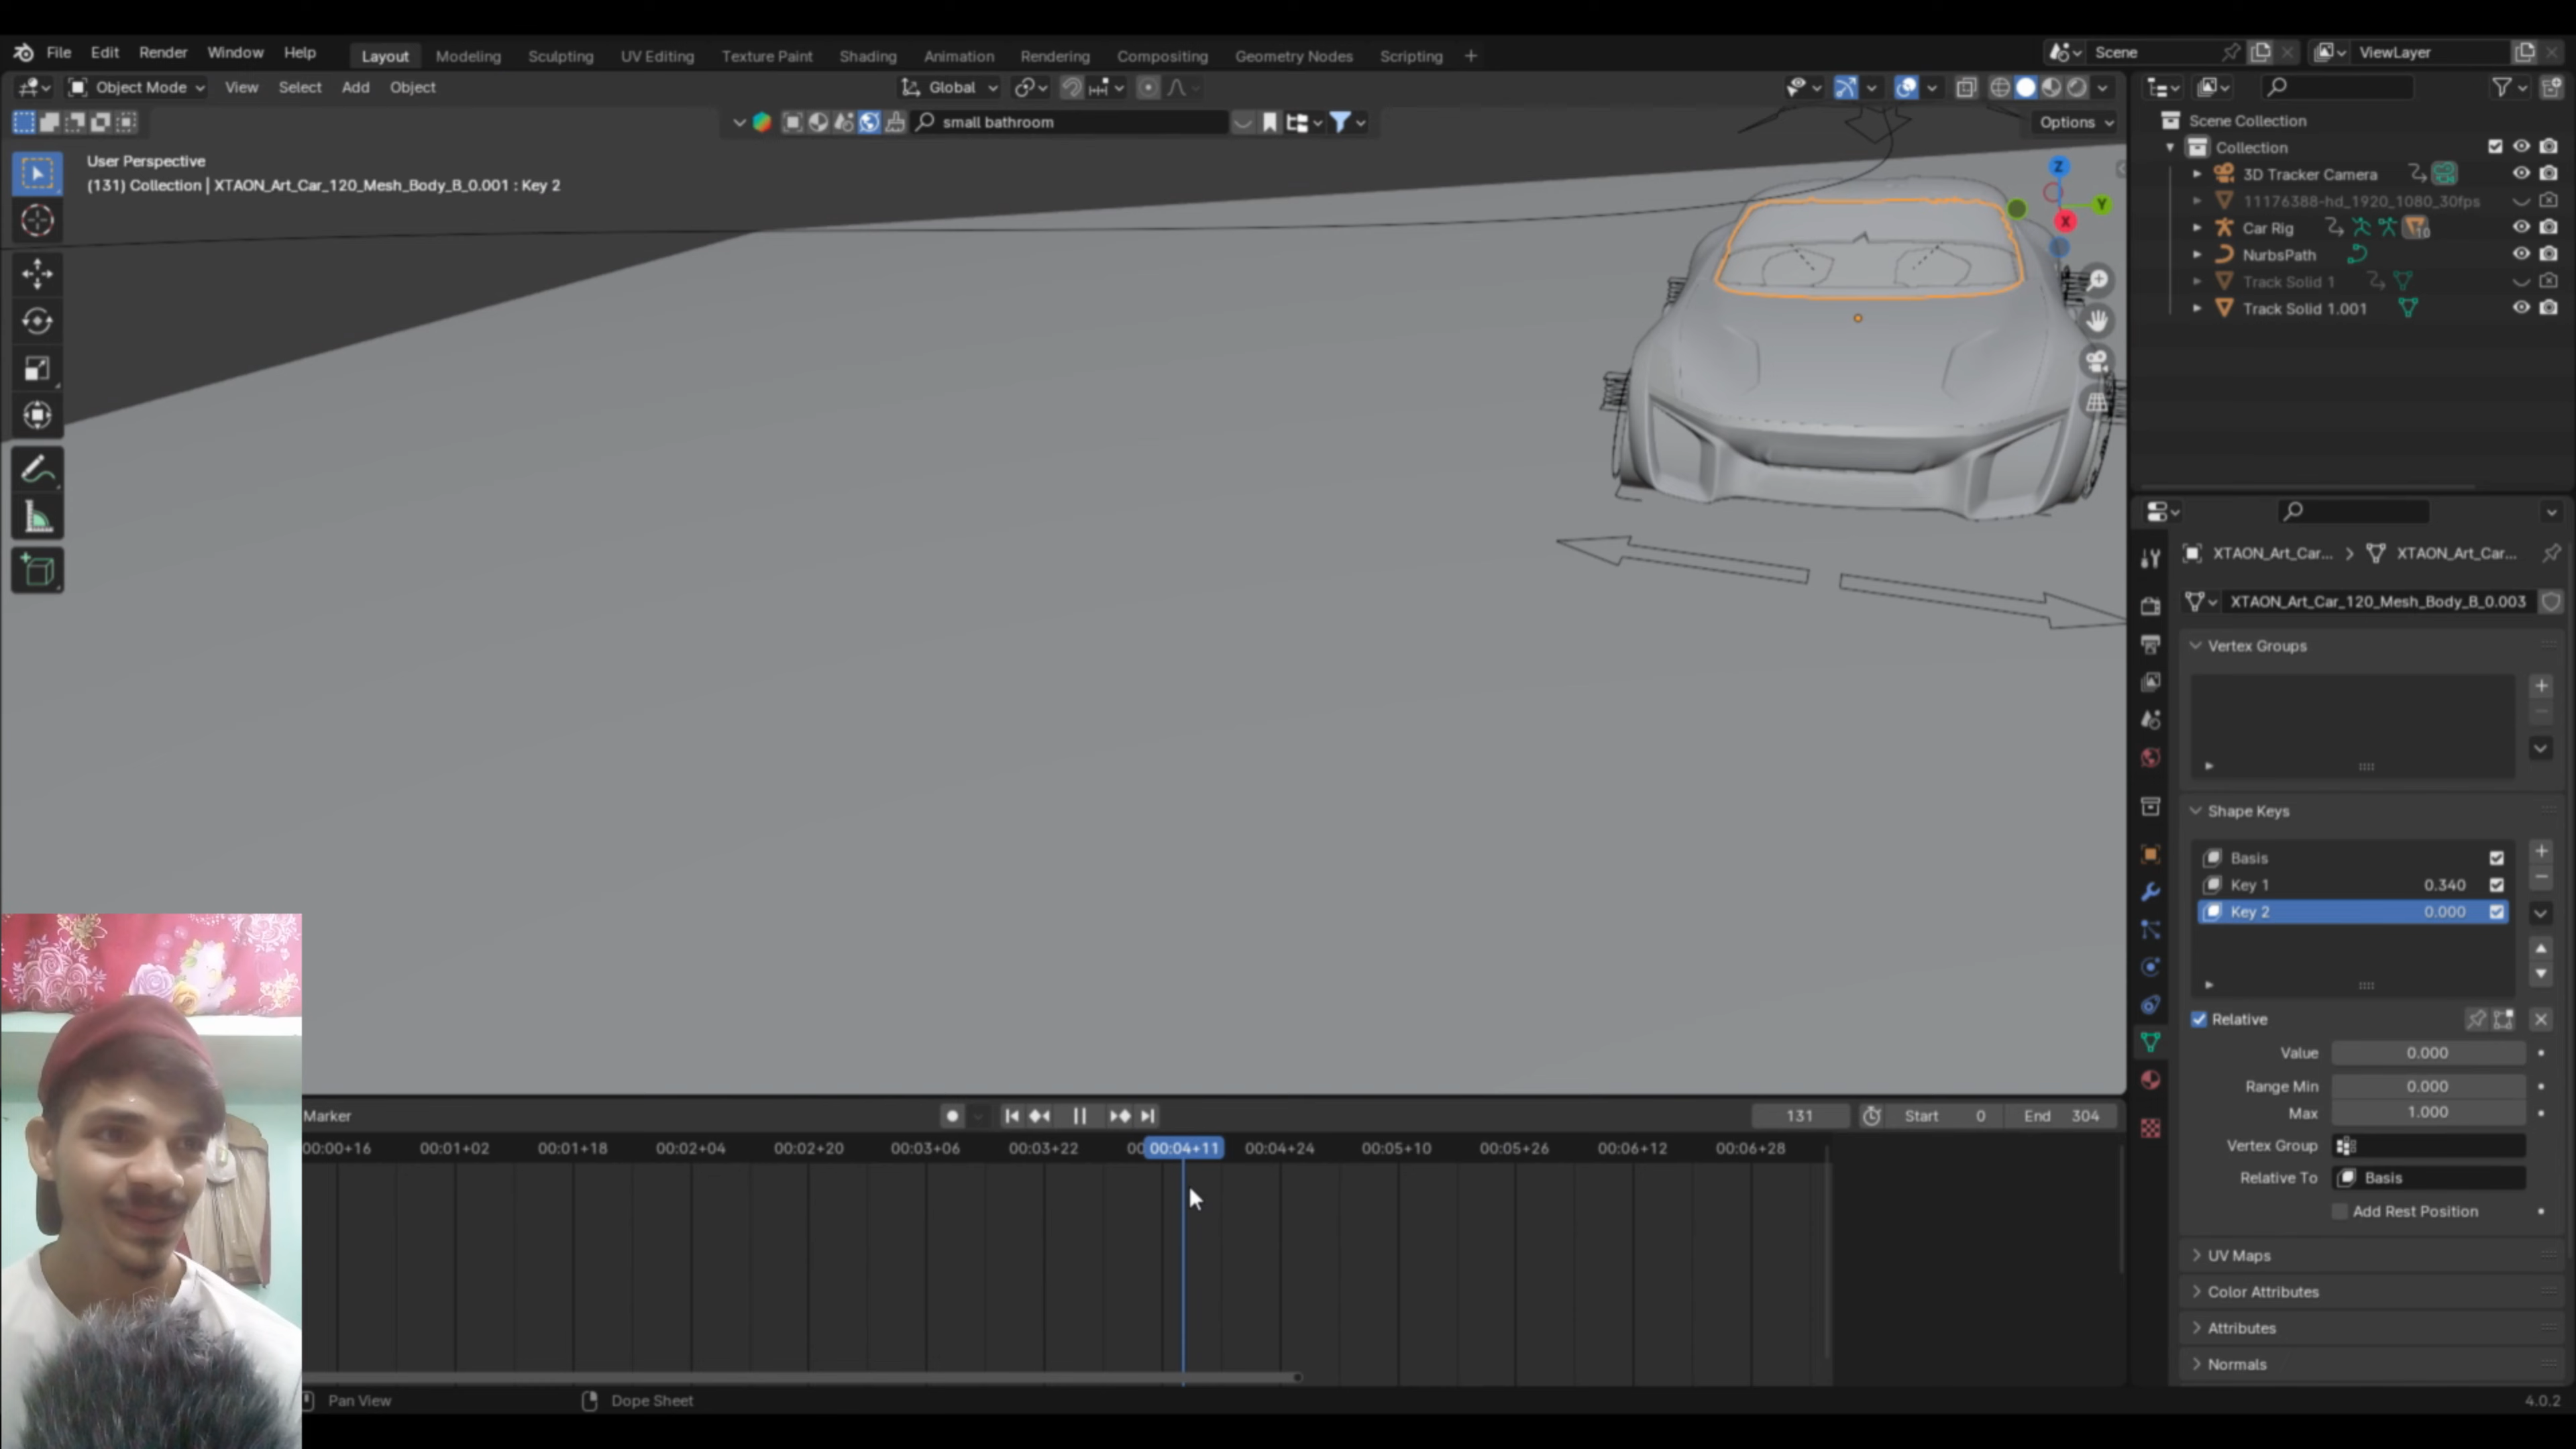 File Edit Render Window Help Layout Modeling Sculpting UV Editing Texture Paint Shading Animation Rendering Compositing Geometry Nodes Scripting + Scene ViewLayer
Object Mode View Select Add Object Global
small bathroom Options
User Perspective
(131) Collection | XTAON_Art_Car_120_Mesh_Body_B_0.001 : Key 2
Z
Y
X
Scene Collection
Collection
3D Tracker Camera
11176388-hd_1920_1080_30fps
Car Rig 10
NurbsPath
Track Solid 1
Track Solid 1.001
XTAON_Art_Car... > XTAON_Art_Car...
XTAON_Art_Car_120_Mesh_Body_B_0.003
Vertex Groups
Shape Keys
Basis
Key 1 0.340
Key 2 0.000
Relative
Value 0.000
Range Min 0.000
Max 1.000
Vertex Group
Relative To Basis
Add Rest Position
UV Maps
Color Attributes
Attributes
Normals
Marker 131 Start 0 End 304
00:00+16 00:01+02 00:01+18 00:02+04 00:02+20 00:03+06 00:03+22 00 00:04+11 00:04+24 00:05+10 00:05+26 00:06+12 00:06+28
Pan View Dope Sheet 4.0.2